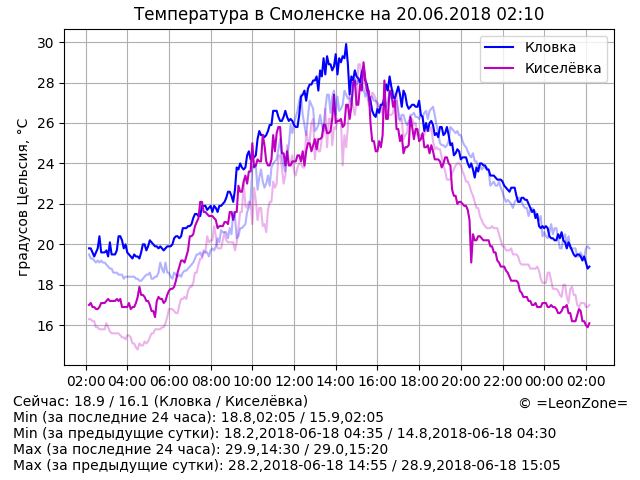 Температура в Смоленске на 20.06.2018 02:10
градусов Цельсия, °C
30
28
26
24
22
20
18
16
Кловка
Киселёвка
02:00 04:00 06:00 08:00 10:00 12:00 14:00 16:00 18:00 20:00 22:00 00:00 02:00
Сейчас: 18.9 / 16.1 (Кловка / Киселёвка)
© =LeonZone=
Min (за последние 24 часа): 18.8,02:05 / 15.9,02:05
Min (за предыдущие сутки): 18.2,2018-06-18 04:35 / 14.8,2018-06-18 04:30
Max (за последние 24 часа): 29.9,14:30 / 29.0,15:20
Max (за предыдущие сутки): 28.2,2018-06-18 14:55 / 28.9,2018-06-18 15:05